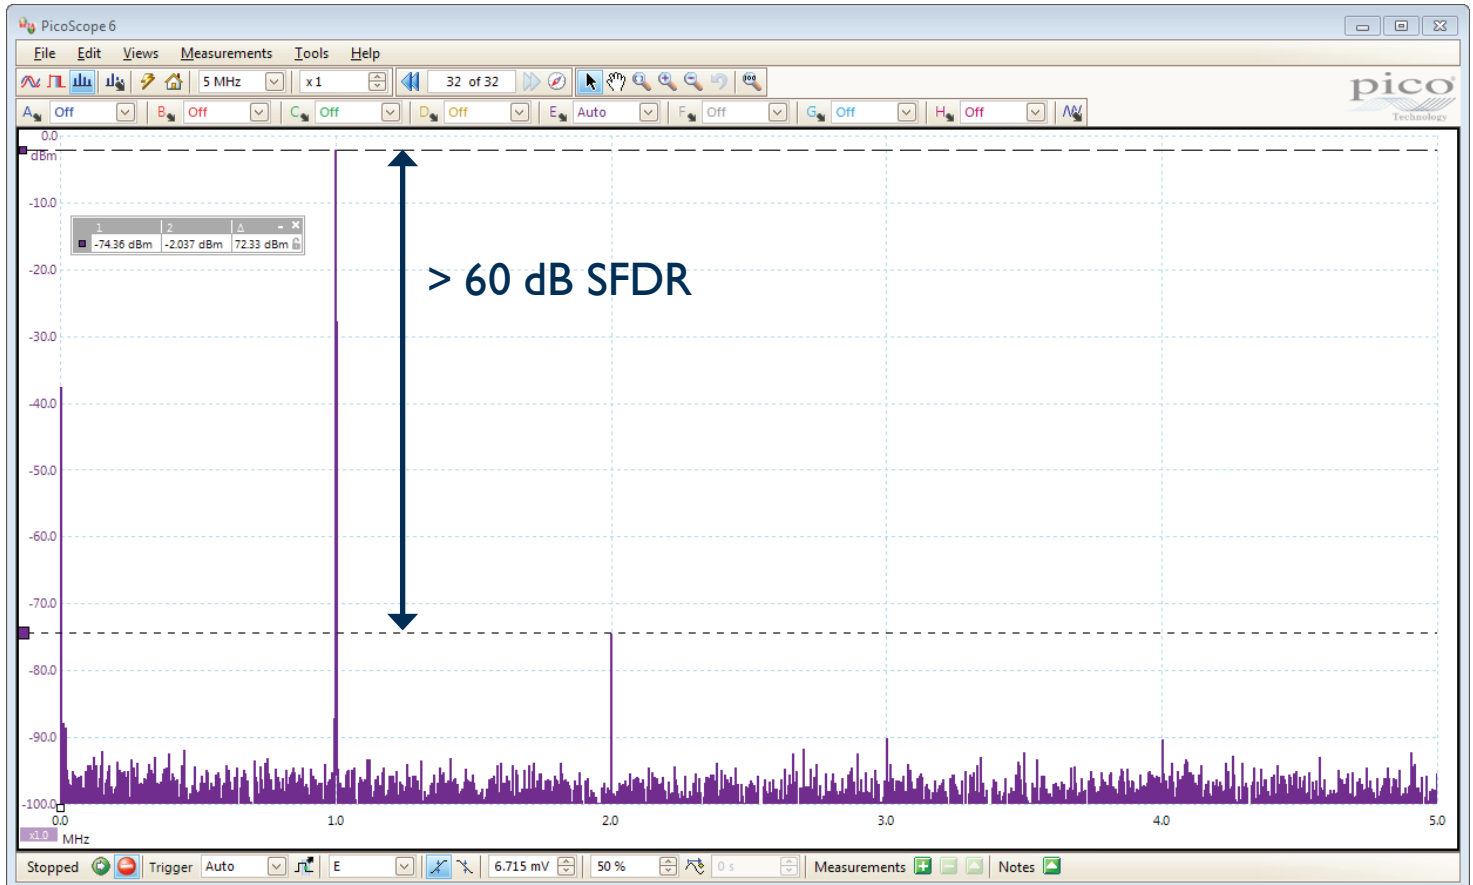 PicoScope 6
File Edit Views Measurements Tools Help
5 MHz x 1 32 of 32
pico
Technology
A Off B Off C Off D Off E Auto F Off G Off H Off
0.0
dBm
-10.0
1 2 Δ - ×
-74.36 dBm -2.037 dBm 72.33 dBm
> 60 dB SFDR
-20.0
-30.0
-40.0
-50.0
-60.0
-70.0
-80.0
-90.0
-100.0
0.0 1.0 2.0 3.0 4.0 5.0
x1.0 MHz
Stopped Trigger Auto E 6.715 mV 50 % 0 s Measurements Notes